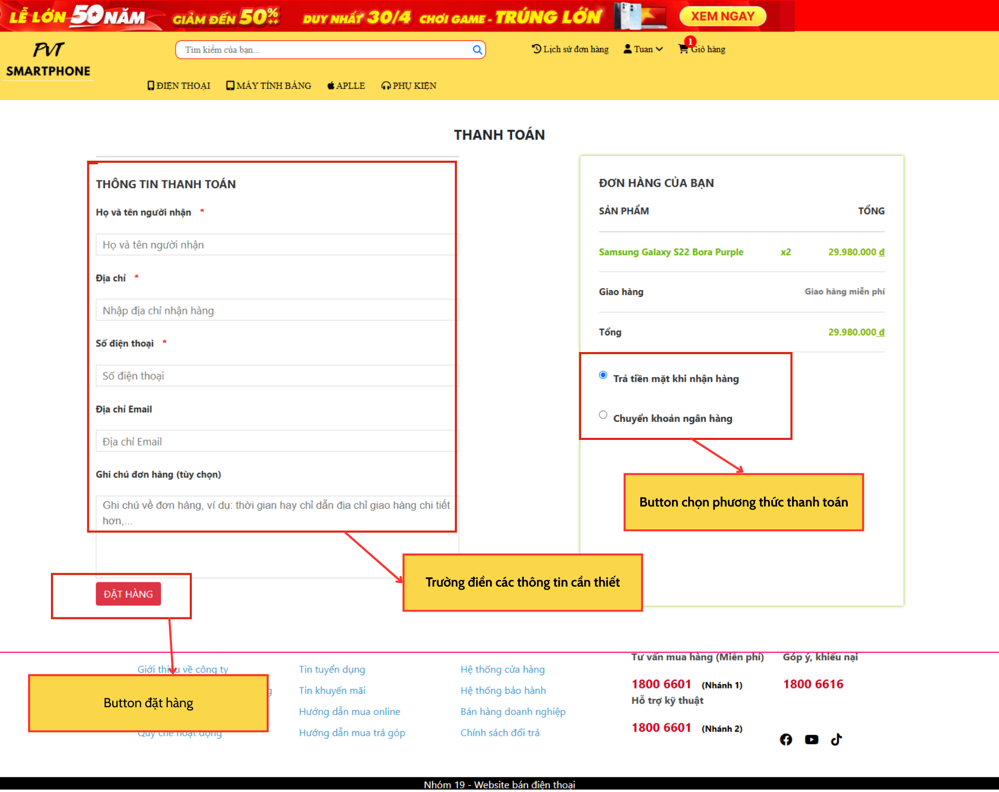 LỄ LỚN 50 NĂM GIẢM ĐẾN 50%++ DUY NHẤT 30/4 CHƠI GAME - TRÚNG LỚN XEM NGAY
PVT
SMARTPHONE
Tìm kiếm của bạn...
Lịch sử đơn hàng
Tuan
1
Giỏ hàng
ĐIỆN THOẠI
MÁY TÍNH BẢNG
APLLE
PHỤ KIỆN
THANH TOÁN
THÔNG TIN THANH TOÁN
Họ và tên người nhận *
Họ và tên người nhận
Địa chỉ *
Nhập địa chỉ nhận hàng
Số điện thoại *
Số điện thoại
Địa chỉ Email
Địa chỉ Email
Ghi chú đơn hàng (tùy chọn)
Ghi chú về đơn hàng, ví dụ: thời gian hay chỉ dẫn địa chỉ giao hàng chi tiết
hơn,...
ĐẶT HÀNG
ĐƠN HÀNG CỦA BẠN
SẢN PHẨM TỔNG
Samsung Galaxy S22 Bora Purple x2 29.980.000 đ
Giao hàng Giao hàng miễn phí
Tổng 29.980.000 đ
Trả tiền mặt khi nhận hàng
Chuyển khoản ngân hàng
Button chọn phương thức thanh toán
Trường điền các thông tin cần thiết
Button đặt hàng
Giới thiệu về công ty
Quy chế hoạt động
Tin tuyển dụng
Tin khuyến mãi
Hướng dẫn mua online
Hướng dẫn mua trả góp
Hệ thống cửa hàng
Hệ thống bảo hành
Bán hàng doanh nghiệp
Chính sách đổi trả
Tư vấn mua hàng (Miễn phí)
1800 6601 (Nhánh 1)
Hỗ trợ kỹ thuật
1800 6601 (Nhánh 2)
Góp ý, khiếu nại
1800 6616
Nhóm 19 - Website bán điện thoại